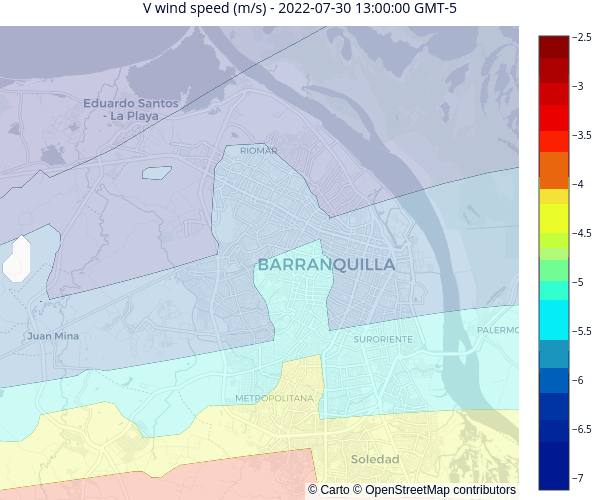 V wind speed (m/s) - 2022-07-30 13:00:00 GMT-5
−2.5
Eduardo Santos
- La Playa
−3
−3.5
RIOMAR
−4
−4.5
BARRANQUILLA
−5
Juan Mina
SURORIENTE
PALERMO
−5.5
−6
METROPOLITANA
−6.5
Soledad
−7
© Carto © OpenStreetMap contributors